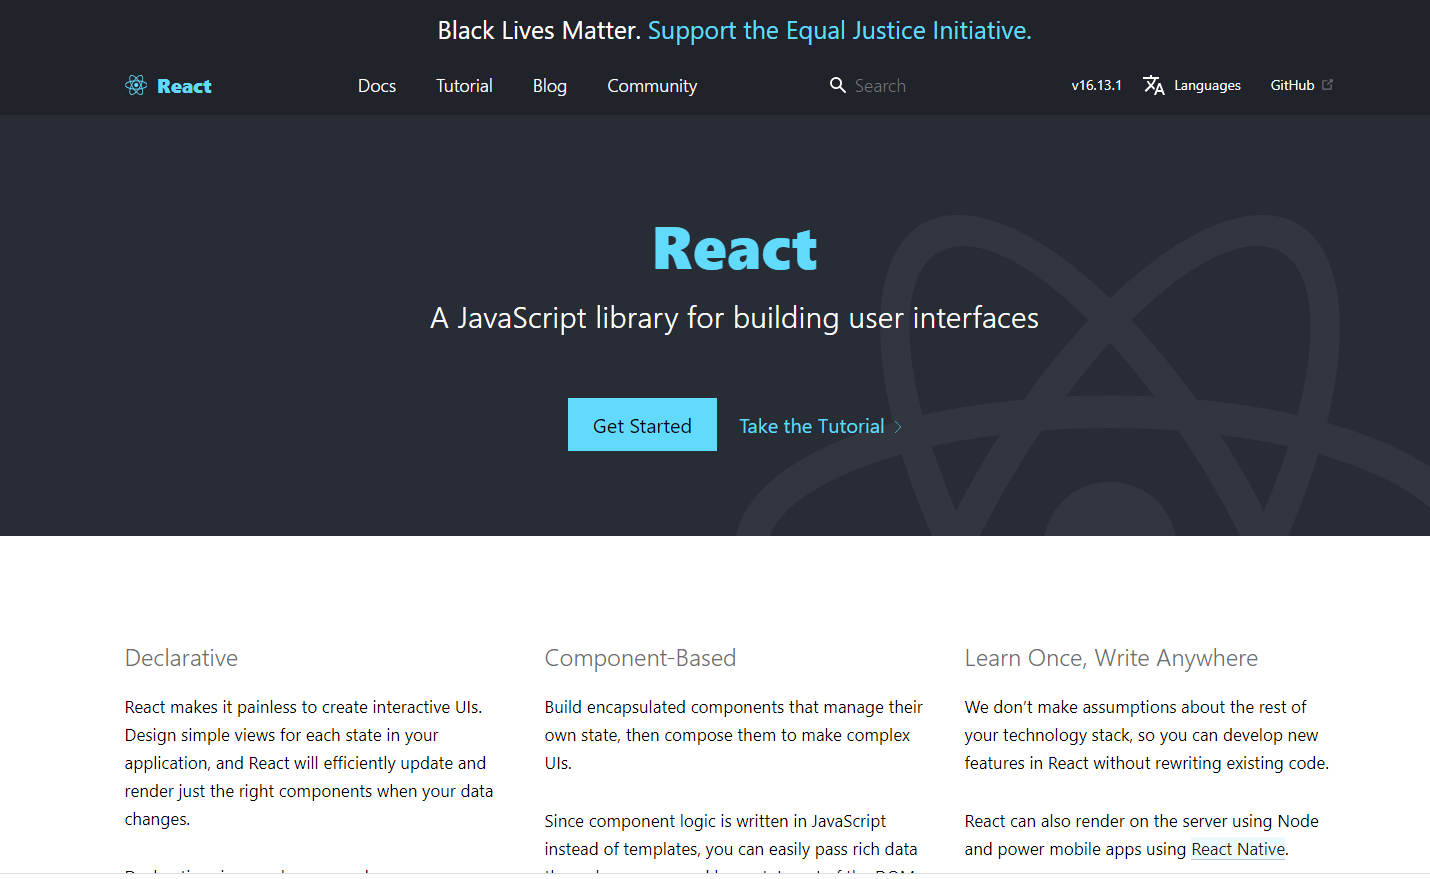 Black Lives Matter. Support the Equal Justice Initiative.
React Docs Tutorial Blog Community Search v16.13.1 Languages GitHub
React
A JavaScript library for building user interfaces
Get Started Take the Tutorial
Declarative
React makes it painless to create interactive UIs.
Design simple views for each state in your
application, and React will efficiently update and
render just the right components when your data
changes.
Component-Based
Build encapsulated components that manage their
own state, then compose them to make complex
UIs.
Since component logic is written in JavaScript
instead of templates, you can easily pass rich data
Learn Once, Write Anywhere
We don’t make assumptions about the rest of
your technology stack, so you can develop new
features in React without rewriting existing code.
React can also render on the server using Node
and power mobile apps using React Native.